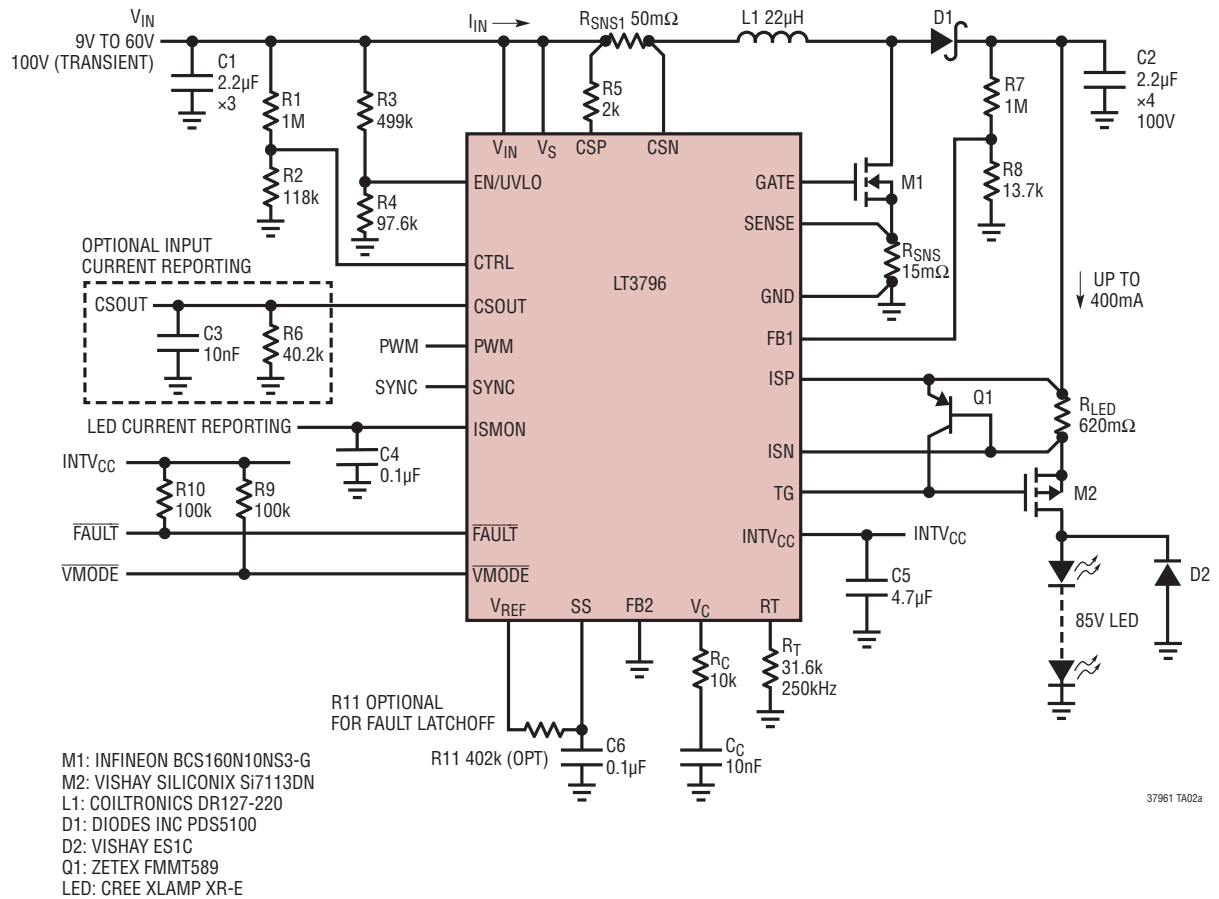 VIN
9V TO 60V
100V (TRANSIENT)
IIN
RSNS1 50mΩ
L1 22µH
D1
C1
2.2µF
×3
R1
1M
R3
499k
R5
2k
R7
1M
C2
2.2µF
×4
100V
VIN
VS
CSP
CSN
R2
118k
EN/UVLO
R4
97.6k
GATE
M1
R8
13.7k
SENSE
RSNS
15mΩ
OPTIONAL INPUT
CURRENT REPORTING
CTRL
LT3796
GND
UP TO
400mA
CSOUT
C3
10nF
R6
40.2k
CSOUT
PWM
PWM
FB1
SYNC
SYNC
ISP
Q1
RLED
620mΩ
LED CURRENT REPORTING
ISMON
C4
0.1µF
ISN
INTVCC
R10
100k
R9
100k
TG
M2
FAULT
FAULT
INTVCC
INTVCC
VMODE
VMODE
C5
4.7µF
D2
85V LED
VREF
SS
FB2
VC
RT
RC
10k
RT
31.6k
250kHz
R11 OPTIONAL
FOR FAULT LATCHOFF
R11 402k (OPT)
C6
0.1µF
CC
10nF
M1: INFINEON BCS160N10NS3-G
M2: VISHAY SILICONIX Si7113DN
L1: COILTRONICS DR127-220
D1: DIODES INC PDS5100
D2: VISHAY ES1C
Q1: ZETEX FMMT589
LED: CREE XLAMP XR-E
37961 TA02a